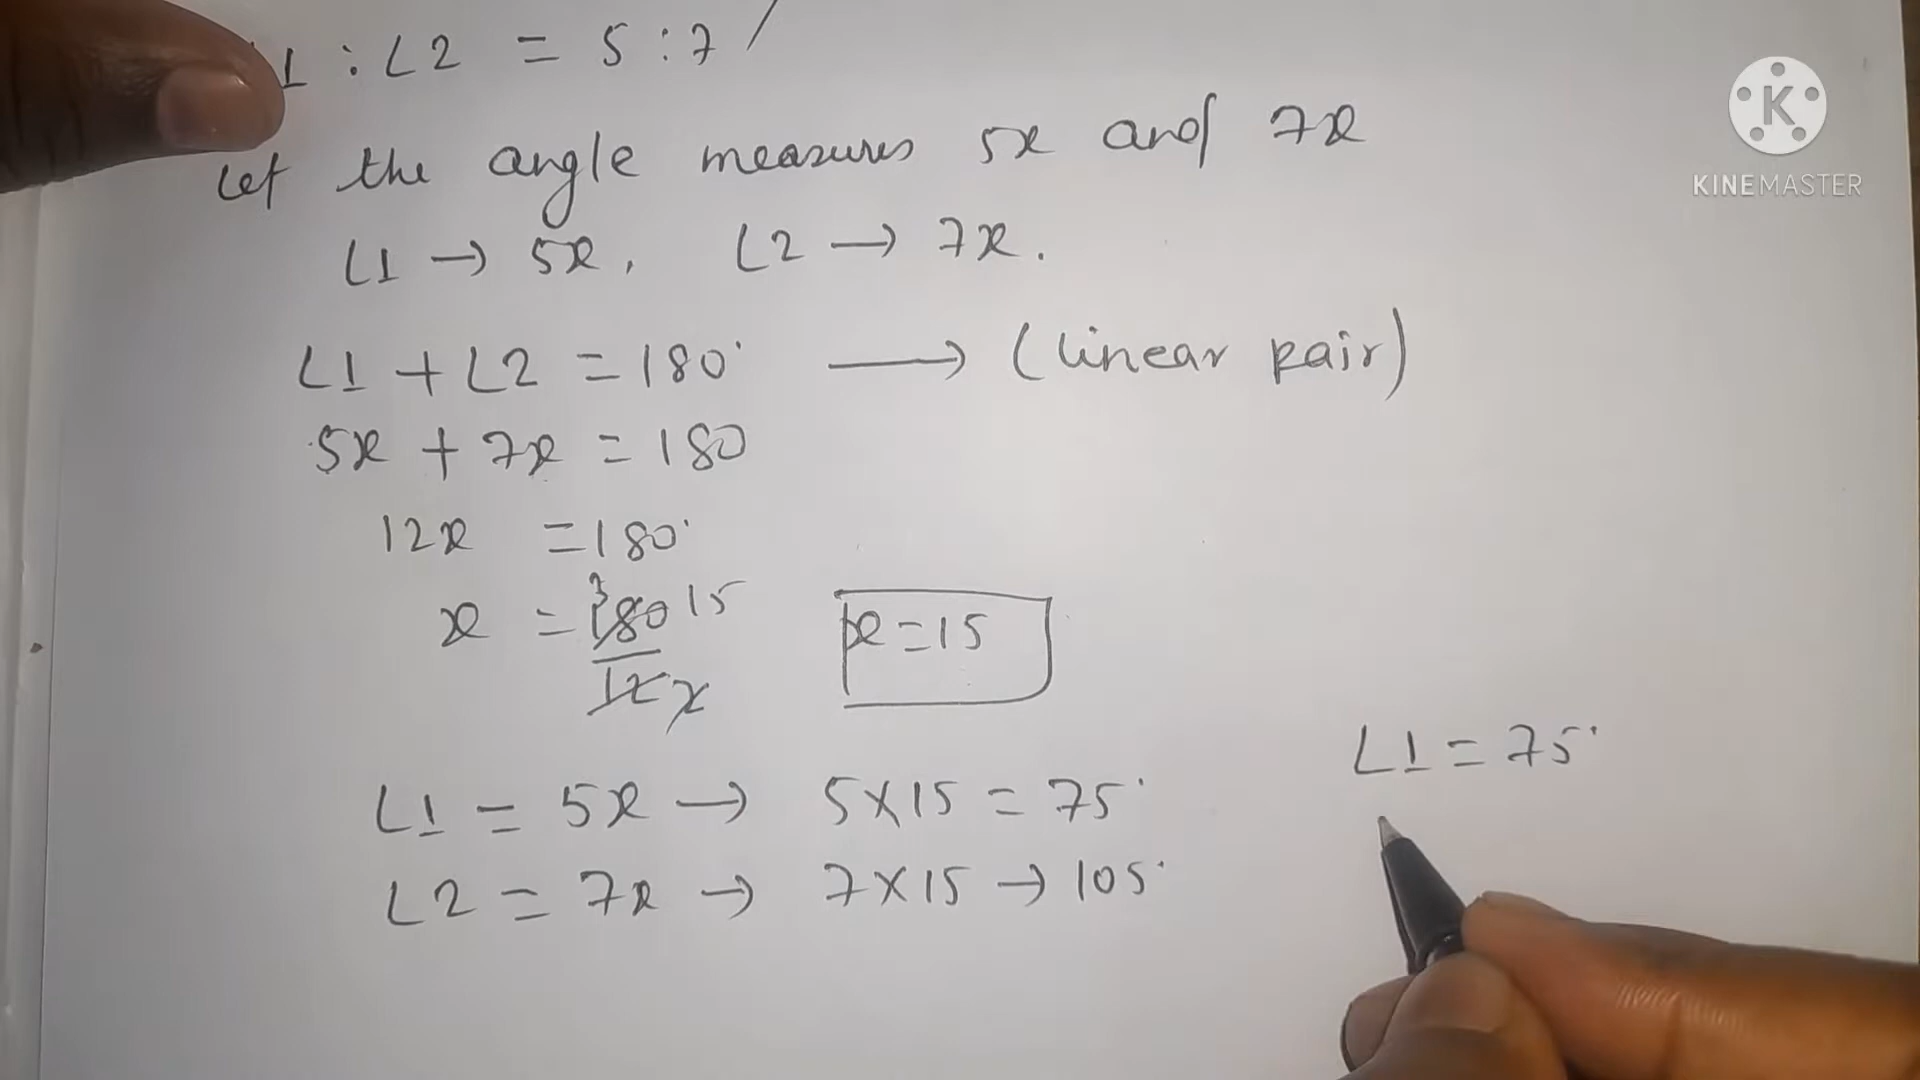 1 : ∠2 = 5 : 7
Let the angle measures 5x and 7x
∠1 → 5x, ∠2 → 7x.
∠1 + ∠2 = 180° → (linear pair)
5x + 7x = 180
12x = 180°
x = 180 15
12
x = 15
∠1 = 5x → 5×15 = 75°
∠2 = 7x → 7×15 → 105°
∠1 = 75°
K
KINEMASTER